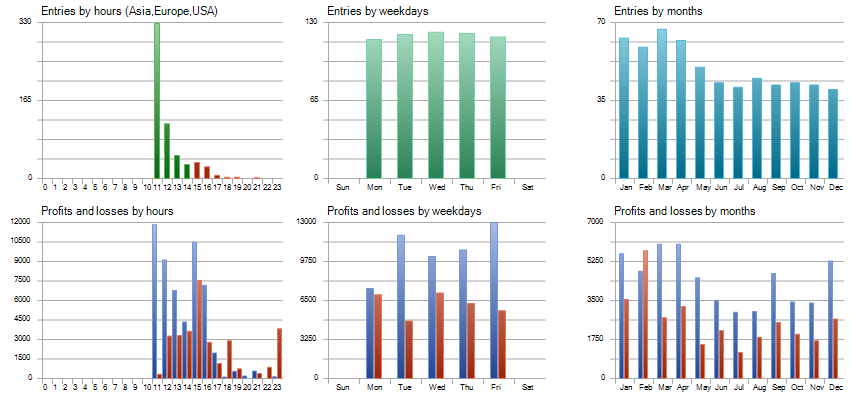 Entries by hours (Asia,Europe,USA)
330
165
0
0 1 2 3 4 5 6 7 8 9 10 11 12 13 14 15 16 17 18 19 20 21 22 23
Entries by weekdays
130
65
0
Sun Mon Tue Wed Thu Fri Sat
Entries by months
70
35
0
Jan Feb Mar Apr May Jun Jul Aug Sep Oct Nov Dec
Profits and losses by hours
12000
10500
9000
7500
6000
4500
3000
1500
0
0 1 2 3 4 5 6 7 8 9 10 11 12 13 14 15 16 17 18 19 20 21 22 23
Profits and losses by weekdays
13000
9750
6500
3250
0
Sun Mon Tue Wed Thu Fri Sat
Profits and losses by months
7000
5250
3500
1750
0
Jan Feb Mar Apr May Jun Jul Aug Sep Oct Nov Dec